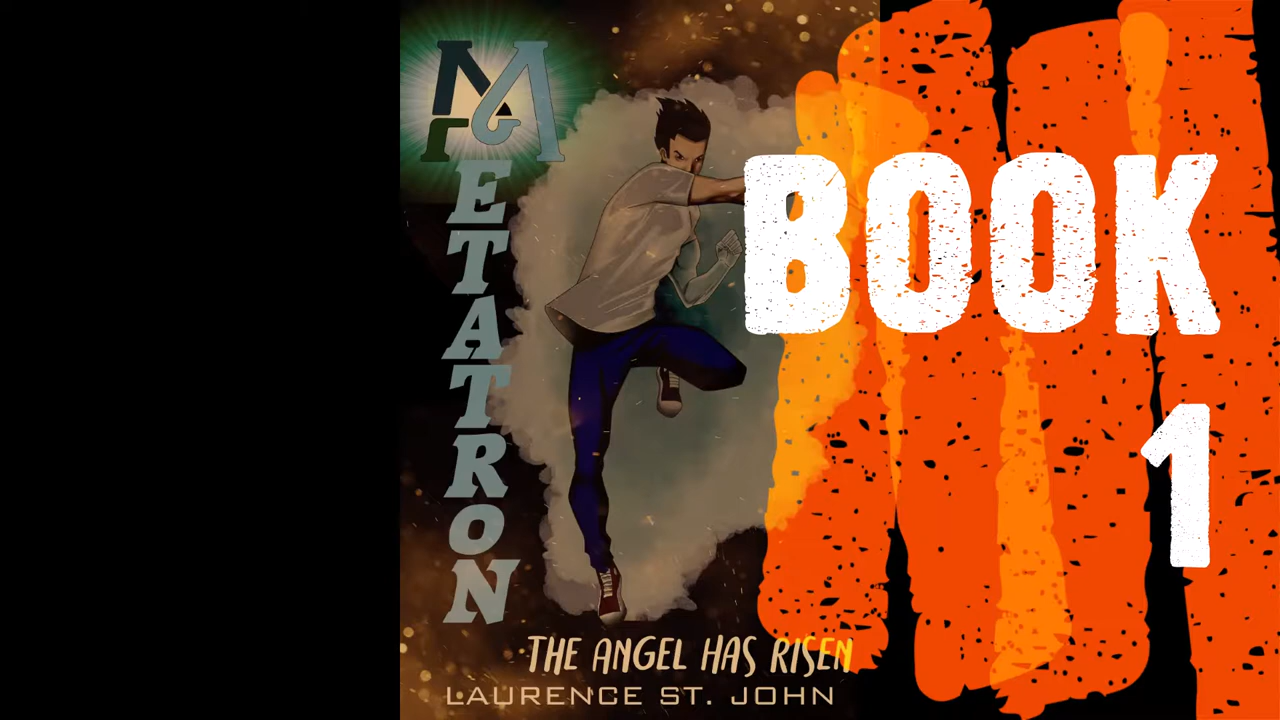 METATRON
THE ANGEL HAS RISEN
LAURENCE ST. JOHN
BOOK
1